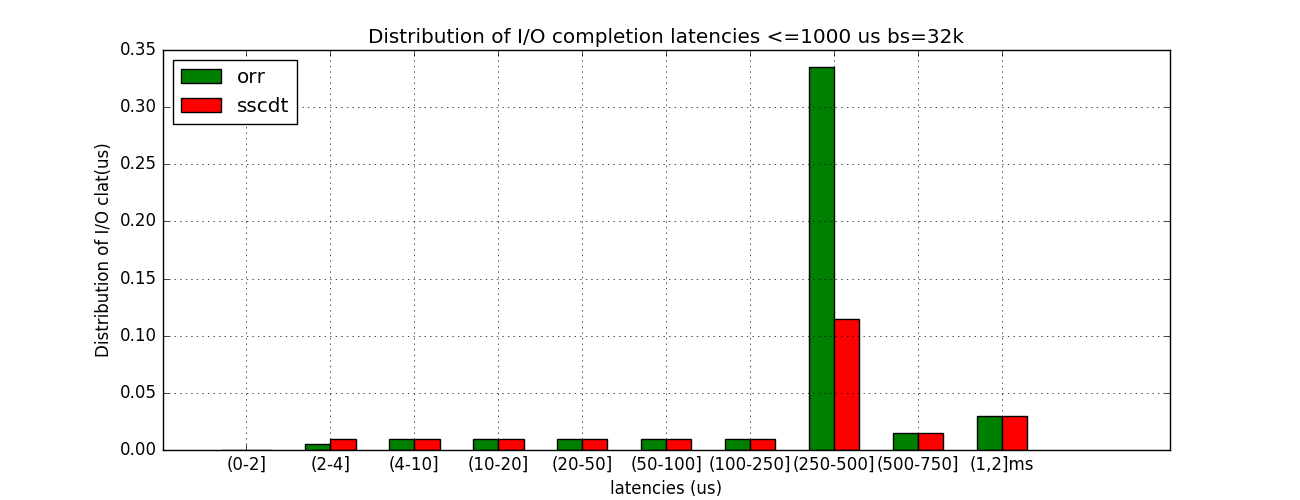 Distribution of I/O completion latencies <=1000 us bs=32k
orr
sscdt
Distribution of I/O clat(us)
0.35
0.30
0.25
0.20
0.15
0.10
0.05
0.00
(0-2] (2-4] (4-10] (10-20] (20-50] (50-100] (100-250] (250-500] (500-750] (1,2]ms
latencies (us)